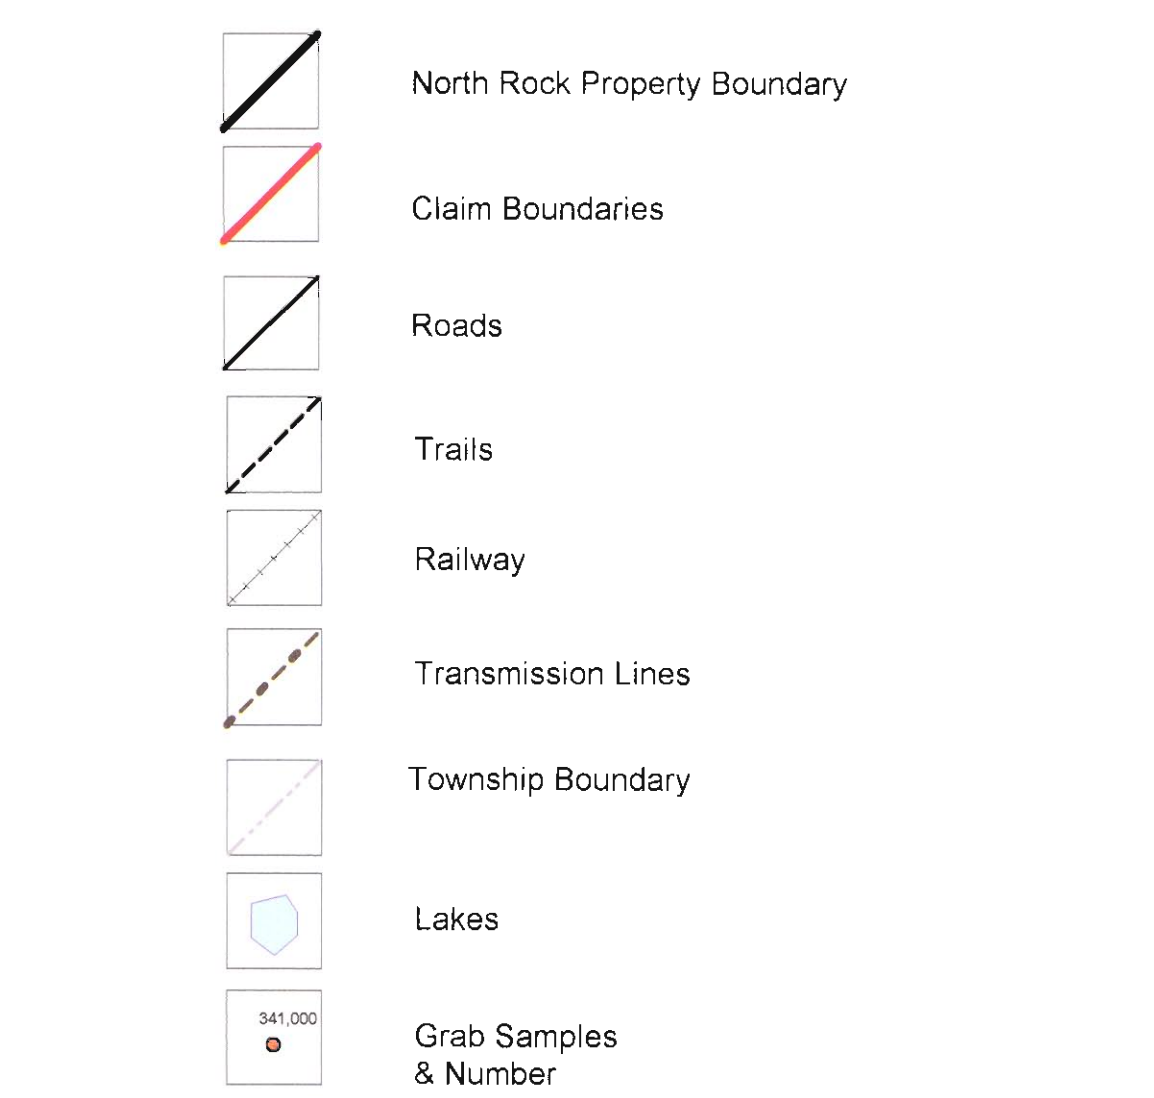 North Rock Property Boundary
Claim Boundaries
Roads
Trails
Railway
Transmission Lines
Township Boundary
Lakes
341,000
Grab Samples
& Number